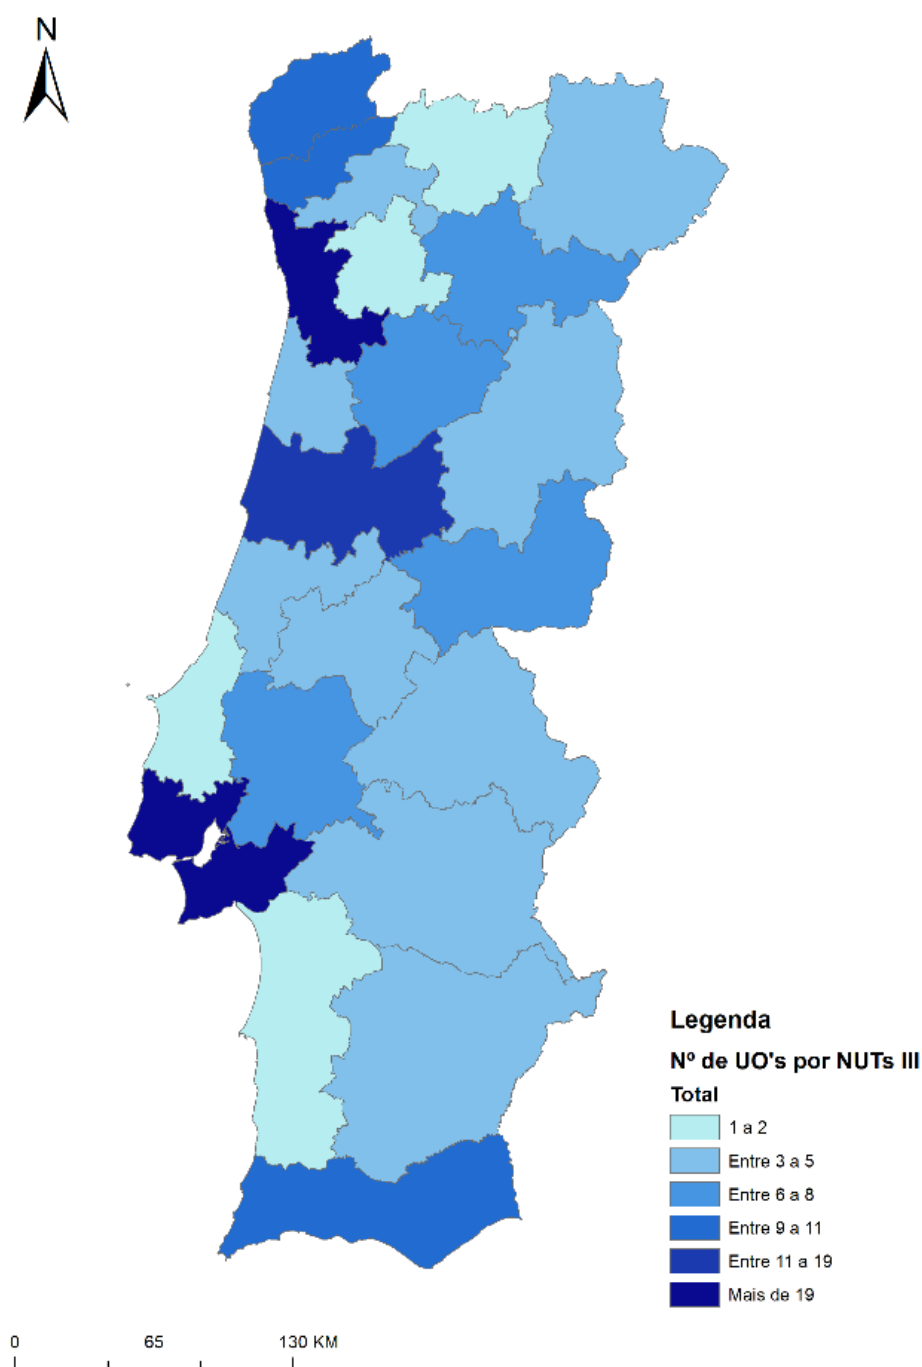 N
Legenda
Nº de UO's por NUTs III
Total
1 a 2
Entre 3 a 5
Entre 6 a 8
Entre 9 a 11
Entre 11 a 19
Mais de 19
0 65 130 KM